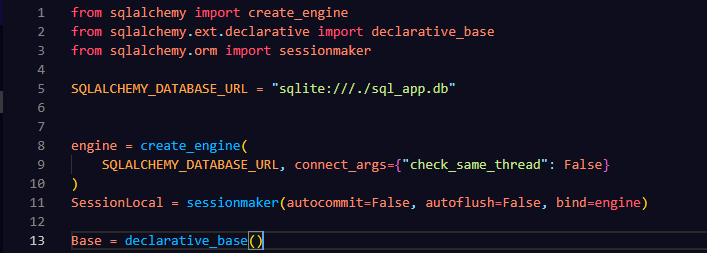 1 from sqlalchemy import create_engine
2 from sqlalchemy.ext.declarative import declarative_base
3 from sqlalchemy.orm import sessionmaker
4
5 SQLALCHEMY_DATABASE_URL = "sqlite:///./sql_app.db"
6
7
8 engine = create_engine(
9     SQLALCHEMY_DATABASE_URL, connect_args={"check_same_thread": False}
10 )
11 SessionLocal = sessionmaker(autocommit=False, autoflush=False, bind=engine)
12
13 Base = declarative_base()